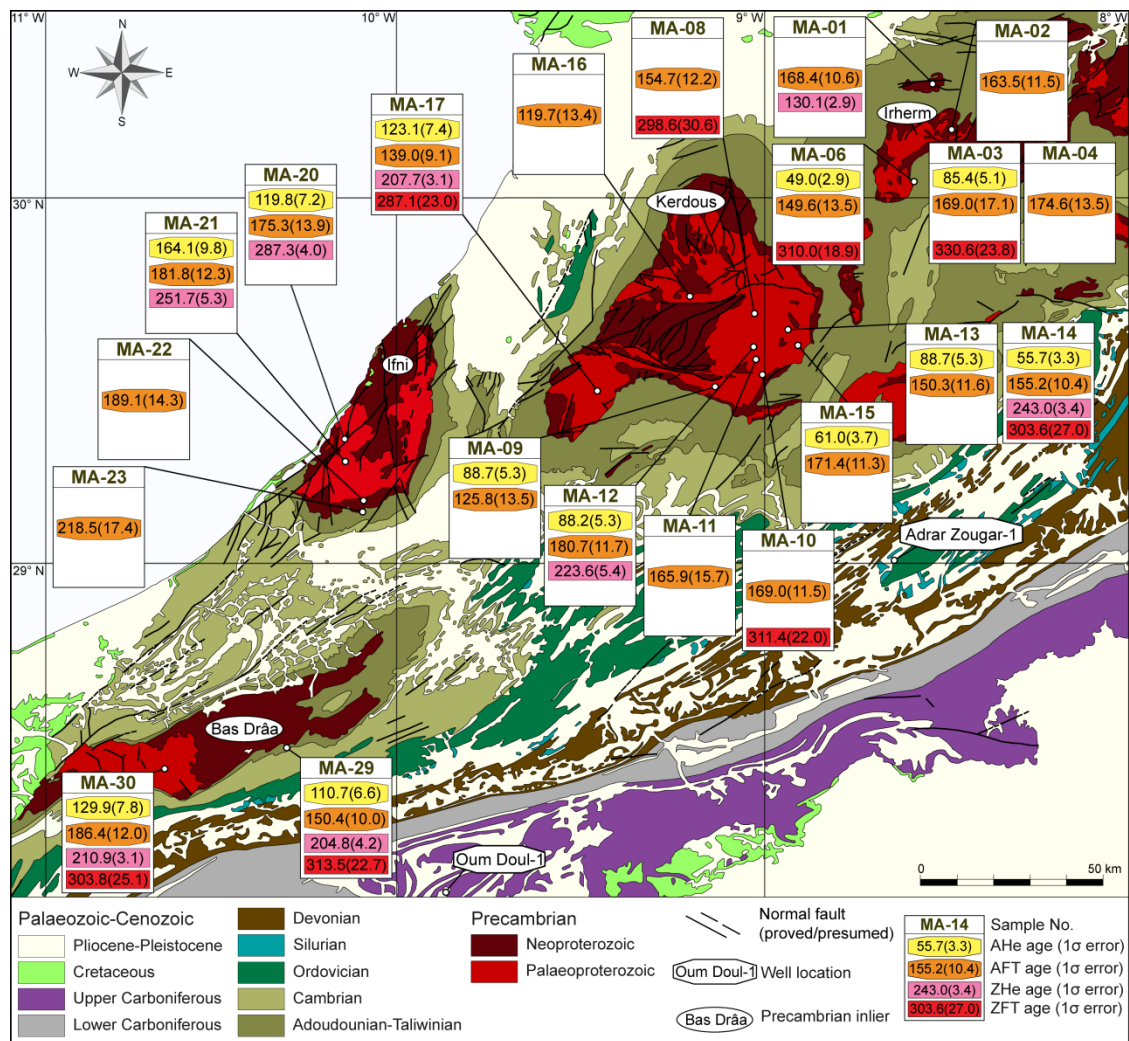 11° W
10° W
9° W
8° W
N
W
E
S
30° N
29° N
MA-08
154.7(12.2)
298.6(30.6)
MA-01
168.4(10.6)
130.1(2.9)
MA-02
163.5(11.5)
MA-16
119.7(13.4)
MA-17
123.1(7.4)
139.0(9.1)
207.7(3.1)
287.1(23.0)
Irherm
MA-06
49.0(2.9)
149.6(13.5)
310.0(18.9)
MA-03
85.4(5.1)
169.0(17.1)
330.6(23.8)
MA-04
174.6(13.5)
MA-20
119.8(7.2)
175.3(13.9)
287.3(4.0)
Kerdous
MA-21
164.1(9.8)
181.8(12.3)
251.7(5.3)
MA-22
189.1(14.3)
Ifni
MA-13
88.7(5.3)
150.3(11.6)
MA-14
55.7(3.3)
155.2(10.4)
243.0(3.4)
303.6(27.0)
MA-15
61.0(3.7)
171.4(11.3)
MA-09
88.7(5.3)
125.8(13.5)
MA-23
218.5(17.4)
MA-12
88.2(5.3)
180.7(11.7)
223.6(5.4)
MA-11
165.9(15.7)
MA-10
169.0(11.5)
311.4(22.0)
Adrar Zougar-1
Bas Drâa
MA-30
129.9(7.8)
186.4(12.0)
210.9(3.1)
303.8(25.1)
MA-29
110.7(6.6)
150.4(10.0)
204.8(4.2)
313.5(22.7)
Oum Doul-1
0
50 km
Palaeozoic-Cenozoic
Pliocene-Pleistocene
Cretaceous
Upper Carboniferous
Lower Carboniferous
Devonian
Silurian
Ordovician
Cambrian
Adoudounian-Taliwinian
Precambrian
Neoproterozoic
Palaeoproterozoic
Normal fault
(proved/presumed)
Oum Doul-1
Well location
Bas Drâa
Precambrian inlier
MA-14
Sample No.
55.7(3.3)
AHe age (1σ error)
155.2(10.4)
AFT age (1σ error)
243.0(3.4)
ZHe age (1σ error)
303.6(27.0)
ZFT age (1σ error)